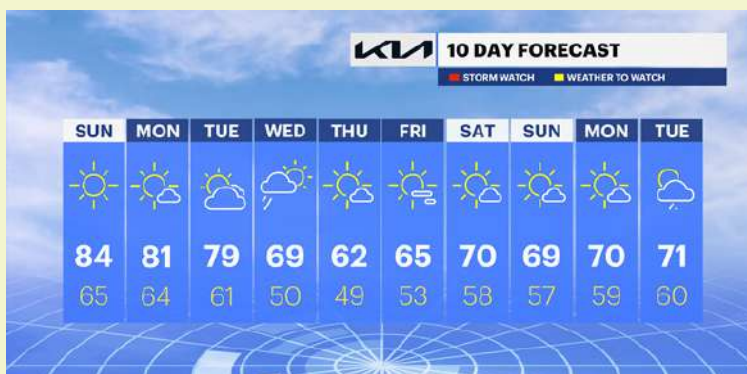 KIA 10 DAY FORECAST
STORM WATCH WEATHER TO WATCH
SUN MON TUE WED THU FRI SAT SUN MON TUE
84 81 79 69 62 65 70 69 70 71
65 64 61 50 49 53 58 57 59 60